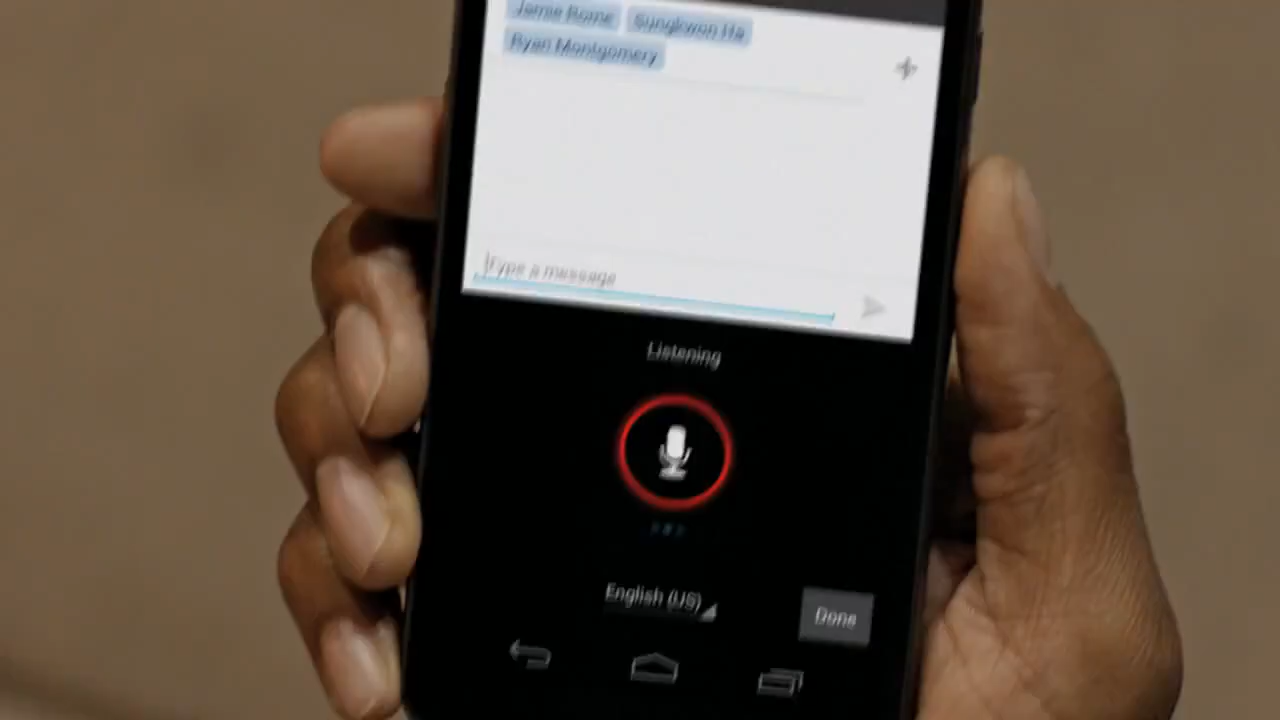 Jamie Rome Sungkwon Ha
Ryan Montgomery
Type a message
Listening
English (US)
Done